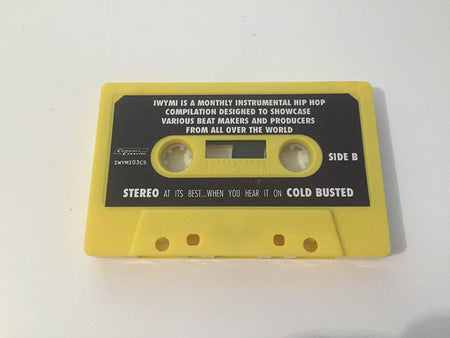 IWYMI IS A MONTHLY INSTRUMENTAL HIP HOP
COMPILATION DESIGNED TO SHOWCASE
VARIOUS BEAT MAKERS AND PRODUCERS
FROM ALL OVER THE WORLD
IWYMI03CS
SIDE B
STEREO AT ITS BEST...WHEN YOU HEAR IT ON COLD BUSTED